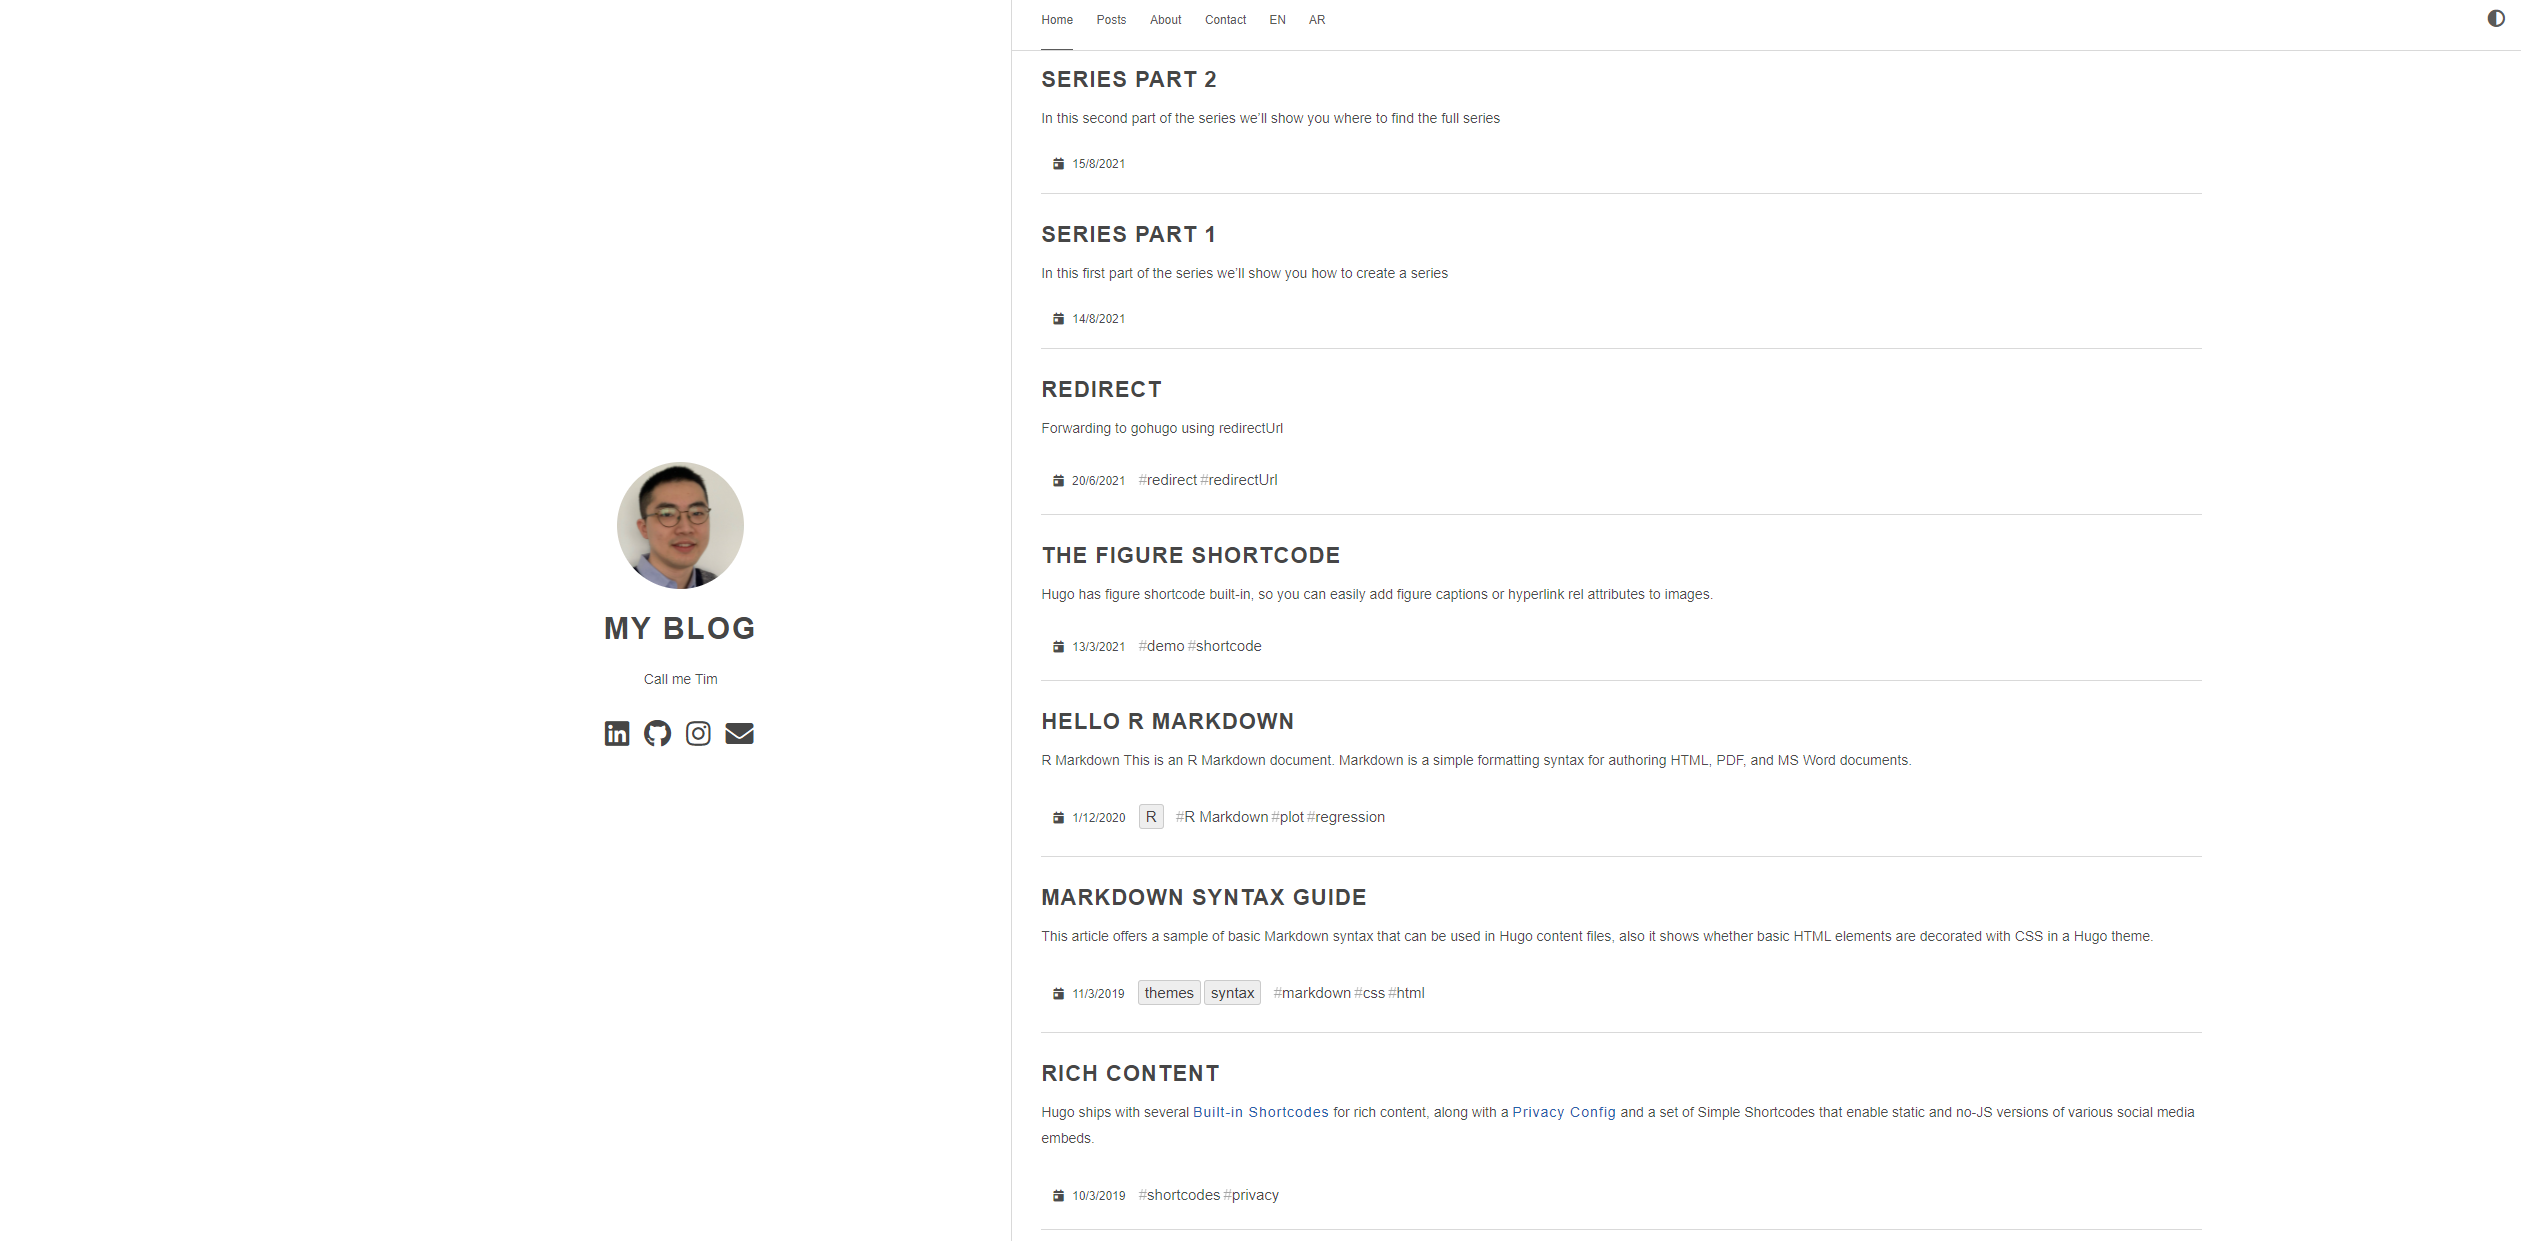 Home Posts About Contact EN AR
SERIES PART 2
In this second part of the series we'll show you where to find the full series
15/8/2021
SERIES PART 1
In this first part of the series we'll show you how to create a series
14/8/2021
REDIRECT
Forwarding to gohugo using redirectUrl
20/6/2021 #redirect #redirectUrl
THE FIGURE SHORTCODE
Hugo has figure shortcode built-in, so you can easily add figure captions or hyperlink rel attributes to images.
13/3/2021 #demo #shortcode
HELLO R MARKDOWN
R Markdown This is an R Markdown document. Markdown is a simple formatting syntax for authoring HTML, PDF, and MS Word documents.
1/12/2020 R #R Markdown #plot #regression
MARKDOWN SYNTAX GUIDE
This article offers a sample of basic Markdown syntax that can be used in Hugo content files, also it shows whether basic HTML elements are decorated with CSS in a Hugo theme.
11/3/2019 themes syntax #markdown #css #html
RICH CONTENT
Hugo ships with several Built-in Shortcodes for rich content, along with a Privacy Config and a set of Simple Shortcodes that enable static and no-JS versions of various social media
embeds.
10/3/2019 #shortcodes #privacy
MY BLOG
Call me Tim
in